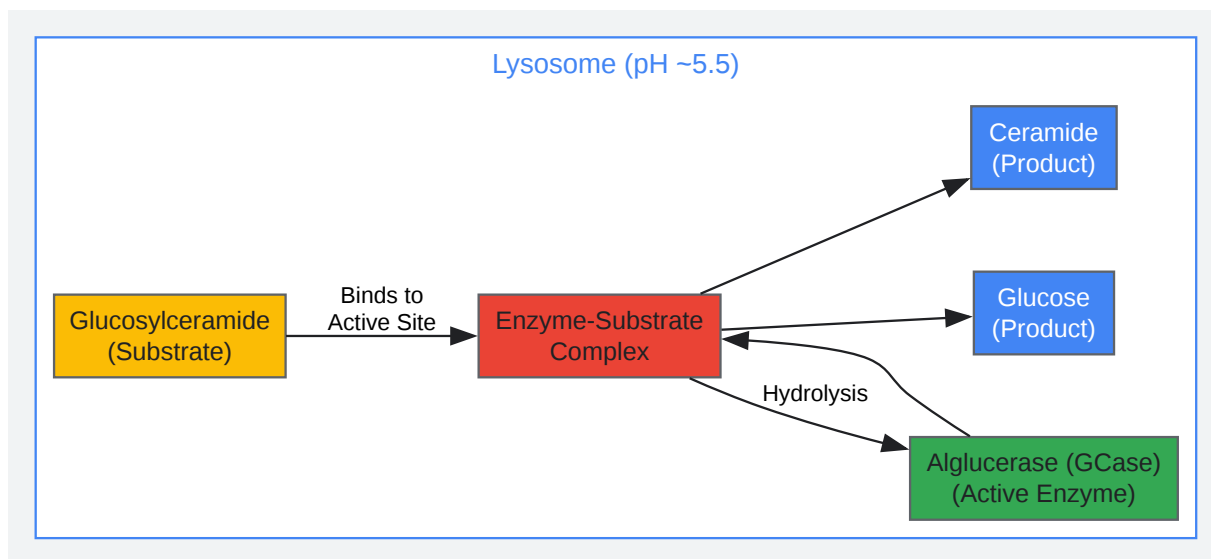 Lysosome (pH ~5.5)
Ceramide
(Product)
Glucosylceramide
(Substrate)
Binds to
Active Site
Enzyme-Substrate
Complex
Glucose
(Product)
Hydrolysis
Alglucerase (GCase)
(Active Enzyme)